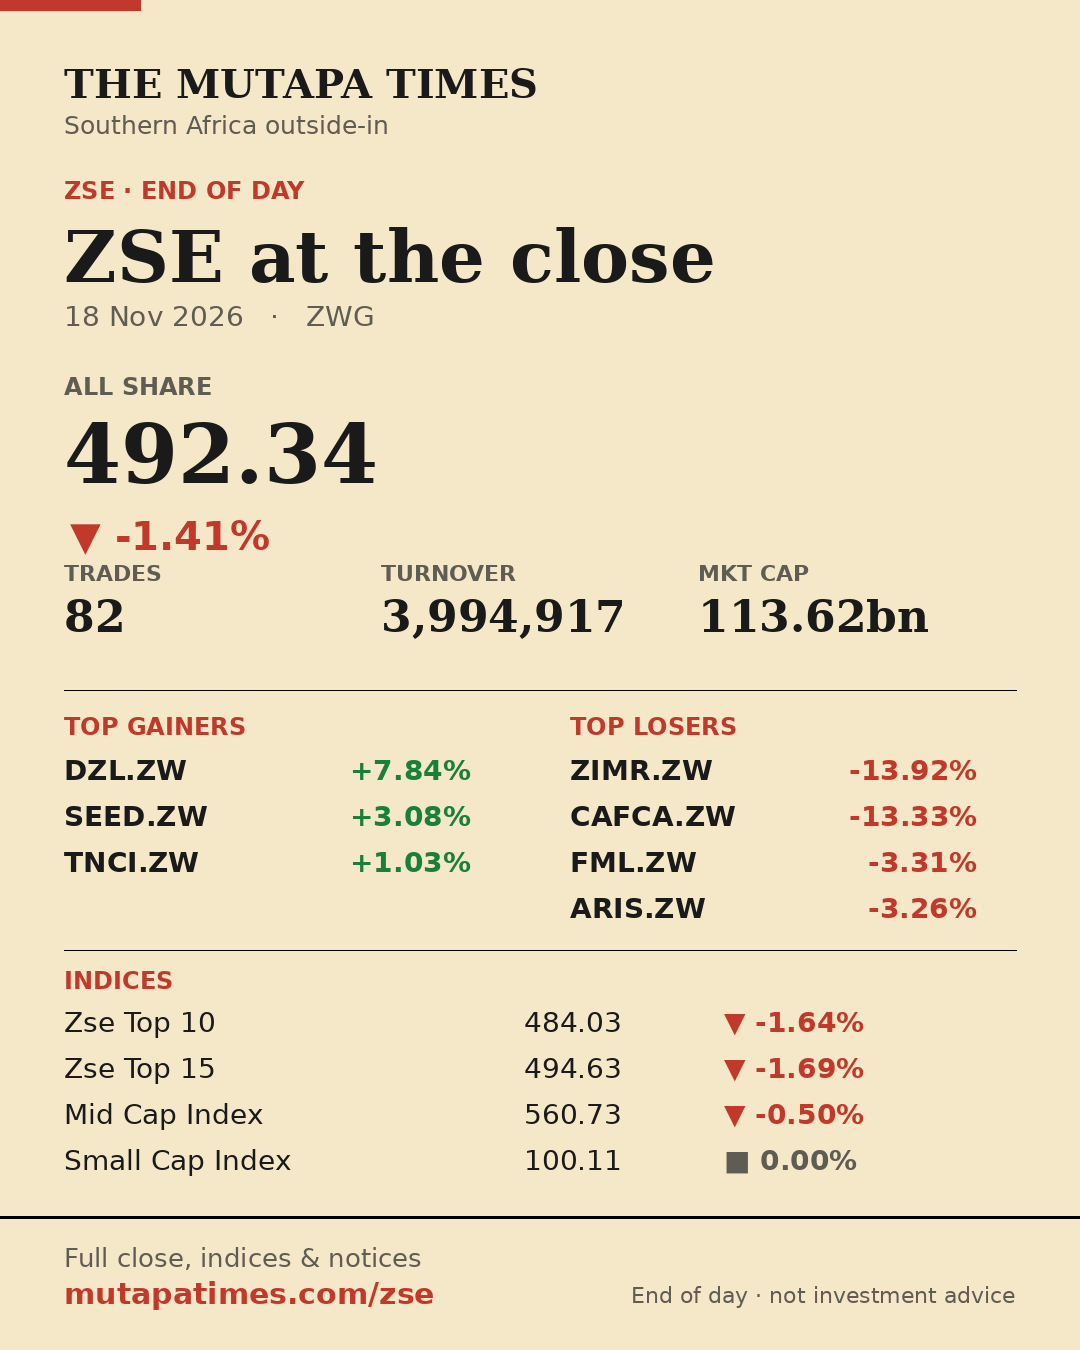 THE MUTAPA TIMES
Southern Africa outside-in
ZSE · END OF DAY
ZSE at the close
18 Nov 2026 · ZWG
ALL SHARE
492.34
▼ -1.41%
TRADES TURNOVER MKT CAP
82 3,994,917 113.62bn
TOP GAINERS TOP LOSERS
DZL.ZW +7.84% ZIMR.ZW -13.92%
SEED.ZW +3.08% CAFCA.ZW -13.33%
TNCI.ZW +1.03% FML.ZW -3.31%
ARIS.ZW -3.26%
INDICES
Zse Top 10 484.03 ▼ -1.64%
Zse Top 15 494.63 ▼ -1.69%
Mid Cap Index 560.73 ▼ -0.50%
Small Cap Index 100.11 ■ 0.00%
Full close, indices & notices
mutapatimes.com/zse End of day · not investment advice